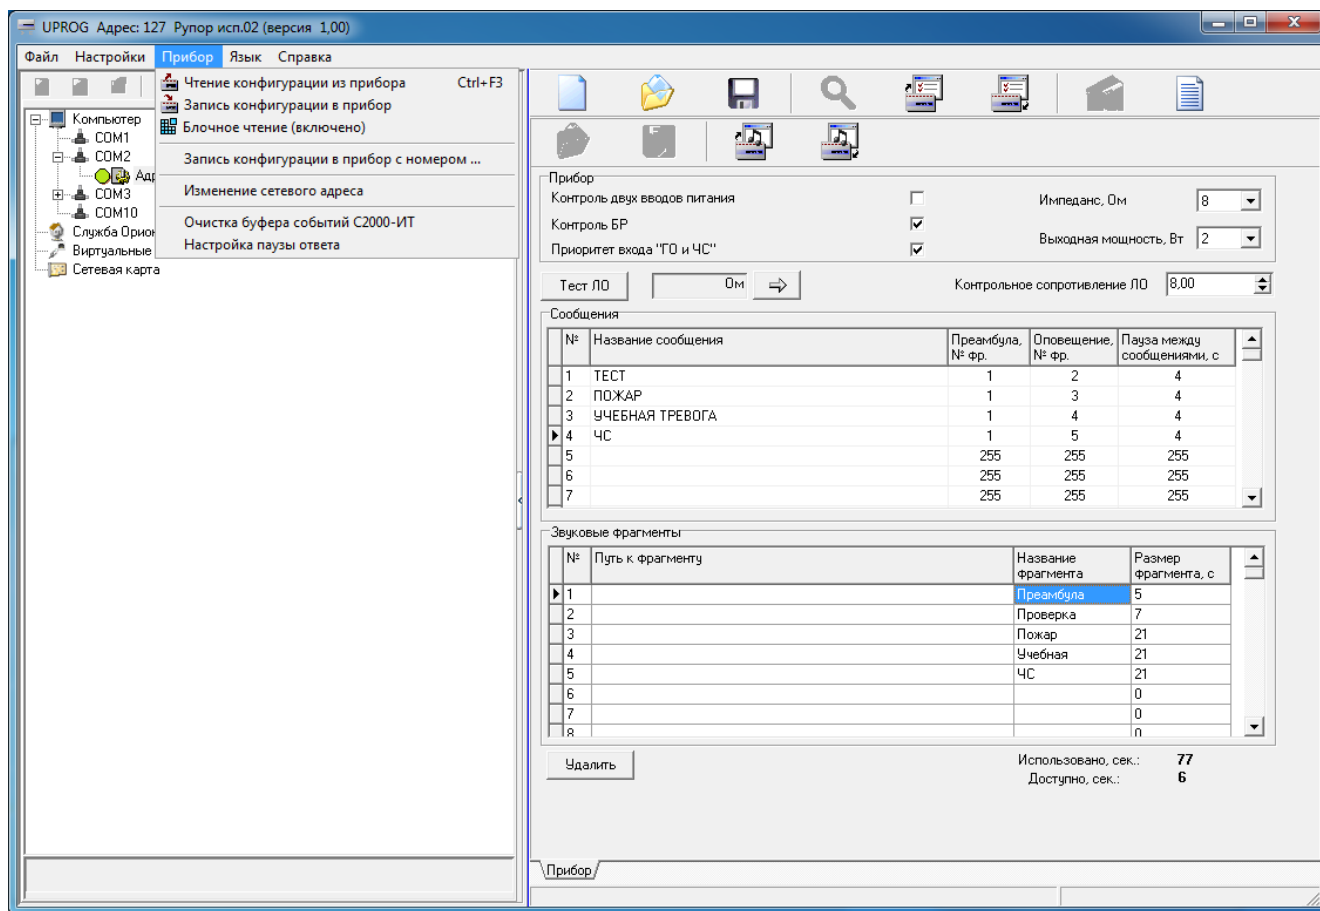 UPROG Адрес: 127 Рупор исп.02 (версия 1,00)
Файл Настройки Прибор Язык Справка
Чтение конфигурации из прибора Ctrl+F3
Запись конфигурации в прибор
Блочное чтение (включено)
Запись конфигурации в прибор с номером ...
Изменение сетевого адреса
Очистка буфера событий С2000-ИТ
Настройка паузы ответа
Компьютер
COM1
COM2
Адр
COM3
COM10
Служба Орион
Виртуальные
Сетевая карта
Прибор
Контроль двух вводов питания
Импеданс, Ом 8
Контроль БР
Выходная мощность, Вт 2
Приоритет входа "ГО и ЧС"
Тест ЛО Ом Контрольное сопротивление ЛО 8,00
Сообщения
№ Название сообщения Преамбула, № фр. Оповещение, № фр. Пауза между сообщениями, с
1 ТЕСТ 1 2 4
2 ПОЖАР 1 3 4
3 УЧЕБНАЯ ТРЕВОГА 1 4 4
4 ЧС 1 5 4
5 255 255 255
6 255 255 255
7 255 255 255
Звуковые фрагменты
№ Путь к фрагменту Название фрагмента Размер фрагмента, с
1 Преамбула 5
2 Проверка 7
3 Пожар 21
4 Учебная 21
5 ЧС 21
6 0
7 0
8 0
Удалить
Использовано, сек.: 77
Доступно, сек.: 6
Прибор